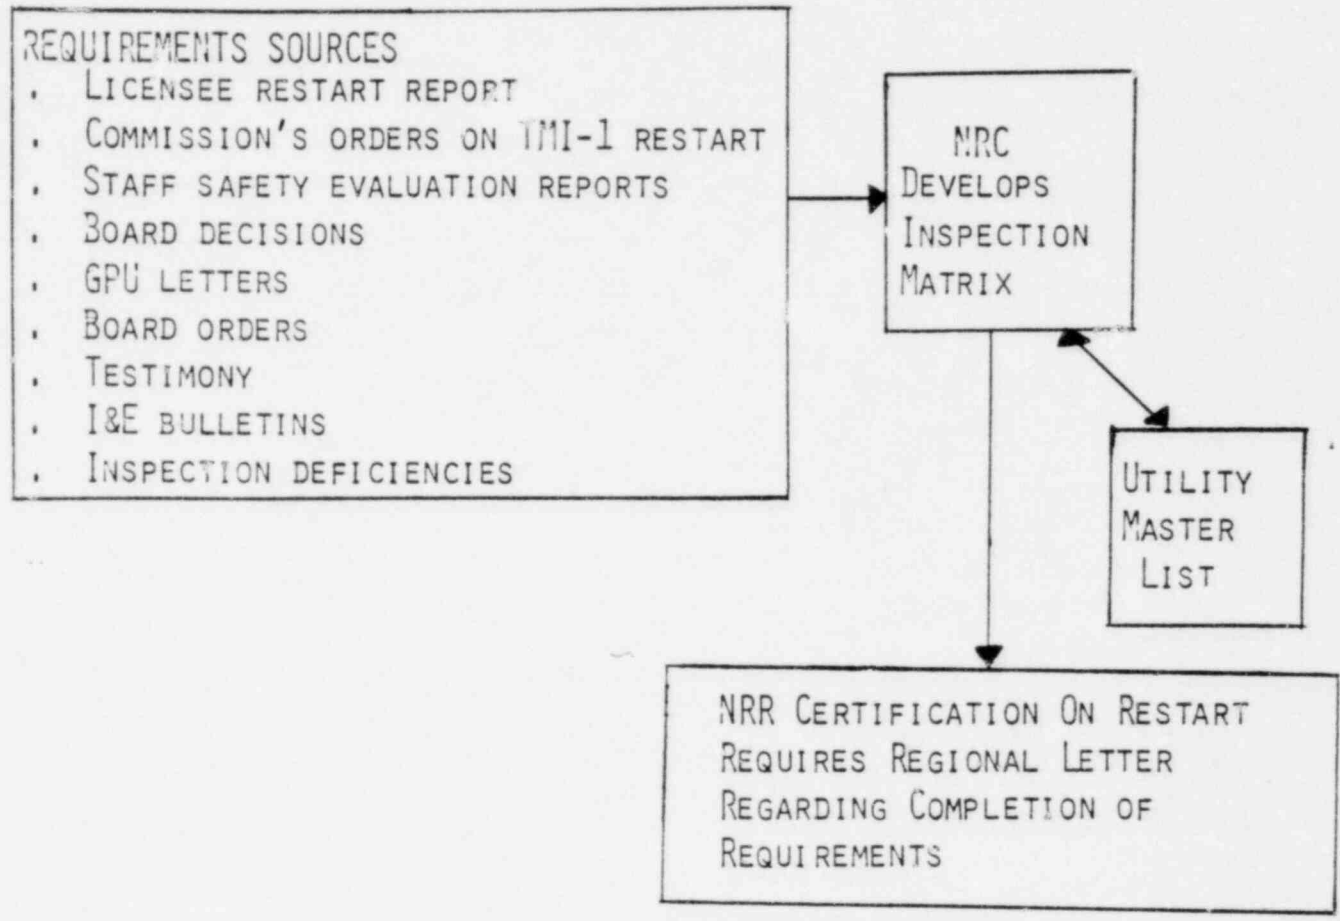 REQUIREMENTS SOURCES
. LICENSEE RESTART REPORT
. COMMISSION'S ORDERS ON TMI-1 RESTART
. STAFF SAFETY EVALUATION REPORTS
. BOARD DECISIONS
. GPU LETTERS
. BOARD ORDERS
. TESTIMONY
. I&E BULLETINS
. INSPECTION DEFICIENCIES
NRC
DEVELOPS
INSPECTION
MATRIX
UTILITY
MASTER
LIST
NRR CERTIFICATION ON RESTART
REQUIRES REGIONAL LETTER
REGARDING COMPLETION OF
REQUIREMENTS